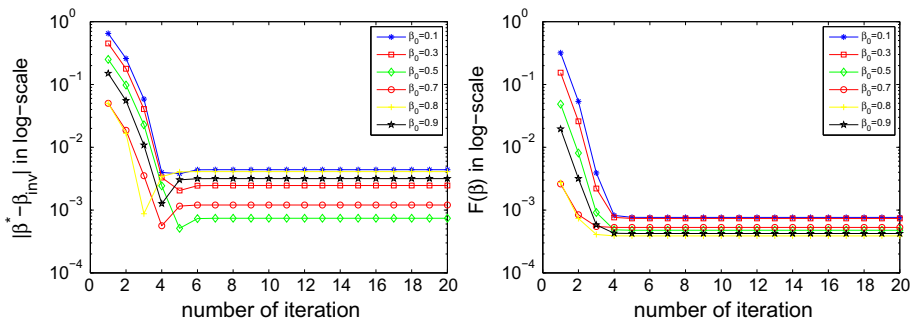 ||β* − β_inv| in log−scale
10^0
10^−1
10^−2
10^−3
10^−4
0 2 4 6 8 10 12 14 16 18 20
number of iteration
β_0=0.1
β_0=0.3
β_0=0.5
β_0=0.7
β_0=0.8
β_0=0.9
F(β) in log−scale
10^0
10^−1
10^−2
10^−3
10^−4
0 2 4 6 8 10 12 14 16 18 20
number of iteration
β_0=0.1
β_0=0.3
β_0=0.5
β_0=0.7
β_0=0.8
β_0=0.9